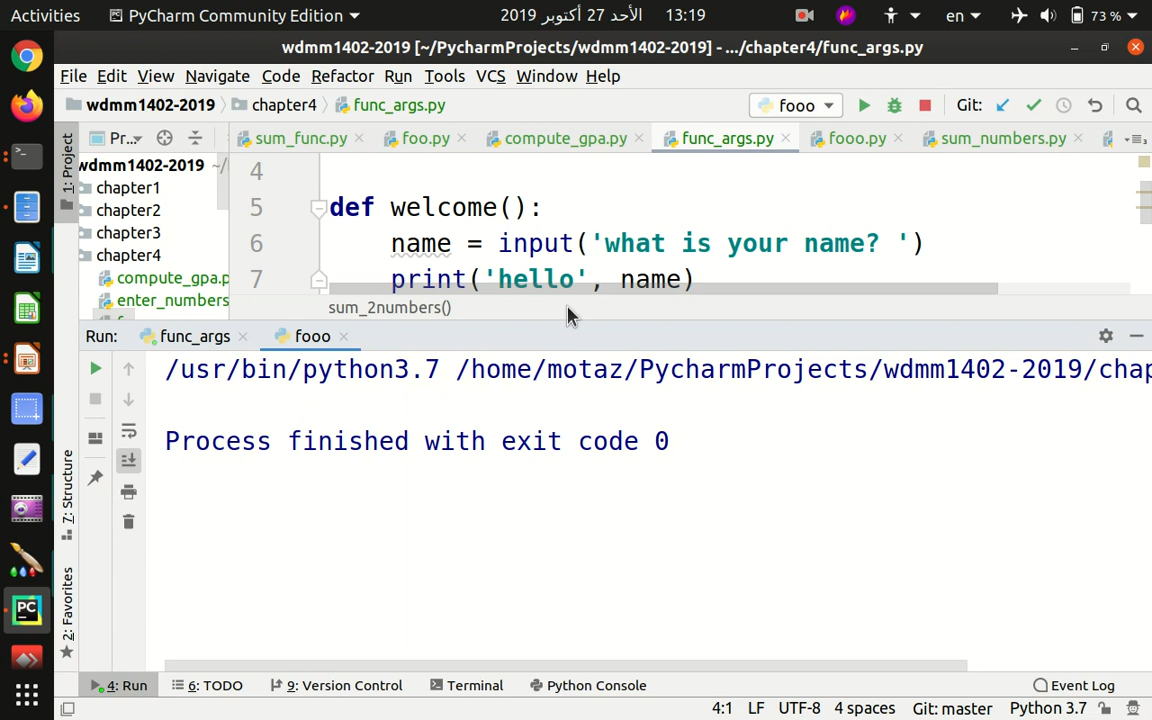 Activities PyCharm Community Edition 2019 الأحد 27 أكتوبر 13:19 en 73 %
wdmm1402-2019 [~/PycharmProjects/wdmm1402-2019] - .../chapter4/func_args.py
File Edit View Navigate Code Refactor Run Tools VCS Window Help
wdmm1402-2019 chapter4 func_args.py fooo Git:
1: Project Pr... sum_func.py foo.py compute_gpa.py func_args.py fooo.py sum_numbers.py
wdmm1402-2019 ~/
chapter1
chapter2
chapter3
chapter4
compute_gpa.p
enter_numbers
4
5 def welcome():
6 name = input('what is your name? ')
7 print('hello', name)
sum_2numbers()
Run: func_args fooo
/usr/bin/python3.7 /home/motaz/PycharmProjects/wdmm1402-2019/chap
Process finished with exit code 0
7: Structure
2: Favorites
PC
4: Run 6: TODO 9: Version Control Terminal Python Console Event Log
4:1 LF UTF-8 4 spaces Git: master Python 3.7